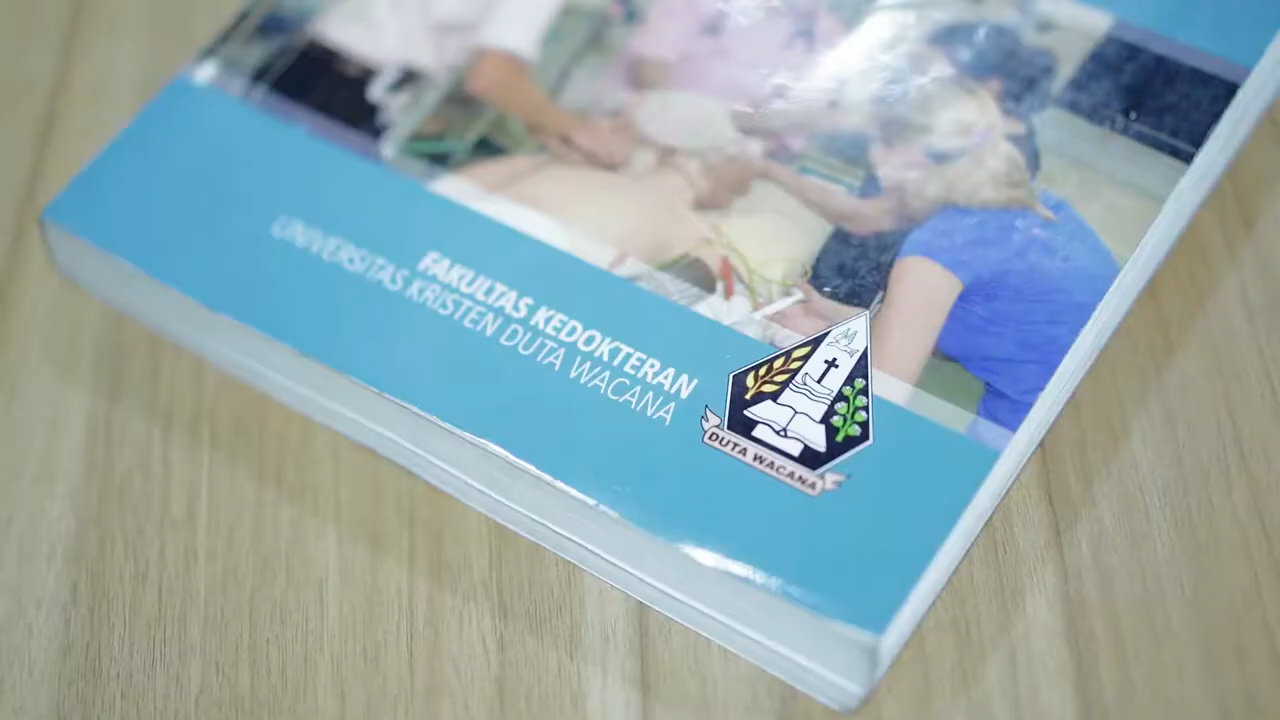 FAKULTAS KEDOKTERAN
UNIVERSITAS KRISTEN DUTA WACANA
DUTA WACANA